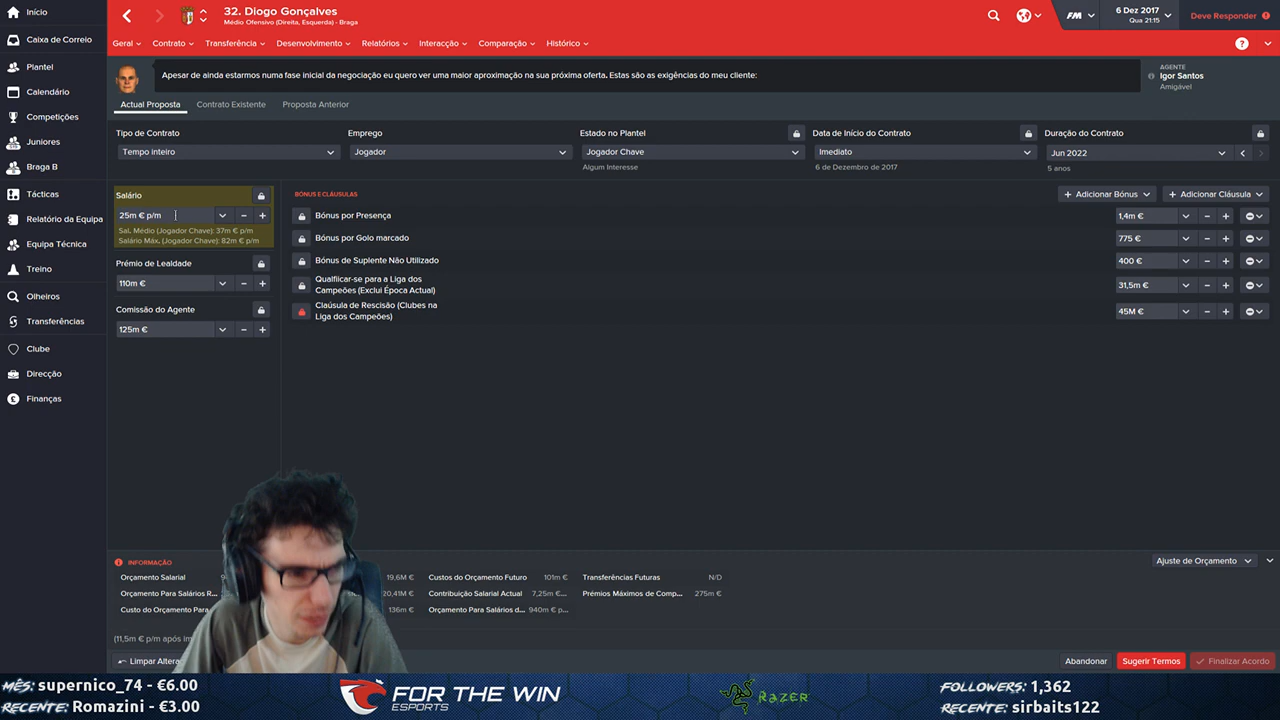 Início
Caixa de Correio
Plantel
Calendário
Competições
Juniores
Braga B
Tácticas
Relatório da Equipa
Equipa Técnica
Treino
Olheiros
Transferências
Clube
Direcção
Finanças
32. Diogo Gonçalves
Médio Ofensivo (Direita, Esquerda) - Braga
FM
6 Dez 2017
Qua 21:15
Deve Responder
Geral
Contrato
Transferência
Desenvolvimento
Relatórios
Interacção
Comparação
Histórico
Apesar de ainda estarmos numa fase inicial da negociação eu quero ver uma maior aproximação na sua próxima oferta. Estas são as exigências do meu cliente:
AGENTE
Igor Santos
Amigável
Actual Proposta
Contrato Existente
Proposta Anterior
Tipo de Contrato
Tempo inteiro
Emprego
Jogador
Estado no Plantel
Jogador Chave
Algum Interesse
Data de Início do Contrato
Imediato
6 de Dezembro de 2017
Duração do Contrato
Jun 2022
5 anos
Salário
25m € p/m
Sal. Médio (Jogador Chave): 37m € p/m
Salário Máx. (Jogador Chave): 82m € p/m
Prémio de Lealdade
110m €
Comissão do Agente
125m €
BÓNUS E CLÁUSULAS
Adicionar Bónus
Adicionar Cláusula
Bónus por Presença
1,4m €
Bónus por Golo marcado
775 €
Bónus de Suplente Não Utilizado
400 €
Qualfiicar-se para a Liga dos
Campeões (Exclui Época Actual)
31,5m €
Claúsula de Rescisão (Clubes na
Liga dos Campeões)
45M €
INFORMAÇÃO
Ajuste de Orçamento
Orçamento Salarial
19,6M €
Custos do Orçamento Futuro
101m €
Transferências Futuras
N/D
Orçamento Para Salários R...
20,41M €
Contribuição Salarial Actual
7,25m €...
Prémios Máximos de Comp...
275m €
Custo do Orçamento Para
136m €
Orçamento Para Salários d...
940m € p...
(11,5m € p/m após im
Limpar Altera
Abandonar
Sugerir Termos
Finalizar Acordo
MÊS: supernico_74 - €6.00
RECENTE: Romazini - €3.00
FOR THE WIN
ESPORTS
RAZER
FOLLOWERS: 1,362
RECENTE: sirbaits122